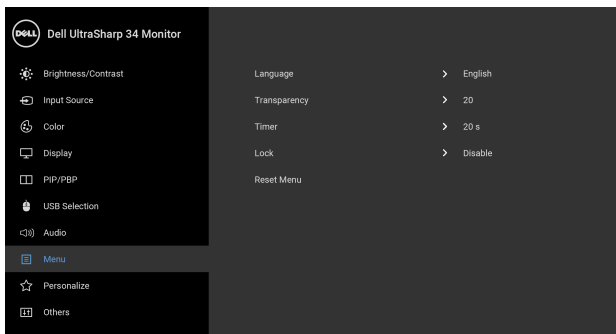 DELL Dell UltraSharp 34 Monitor
Brightness/Contrast
Input Source
Color
Display
PIP/PBP
USB Selection
Audio
Menu
Personalize
Others
Language > English
Transparency > 20
Timer > 20 s
Lock > Disable
Reset Menu